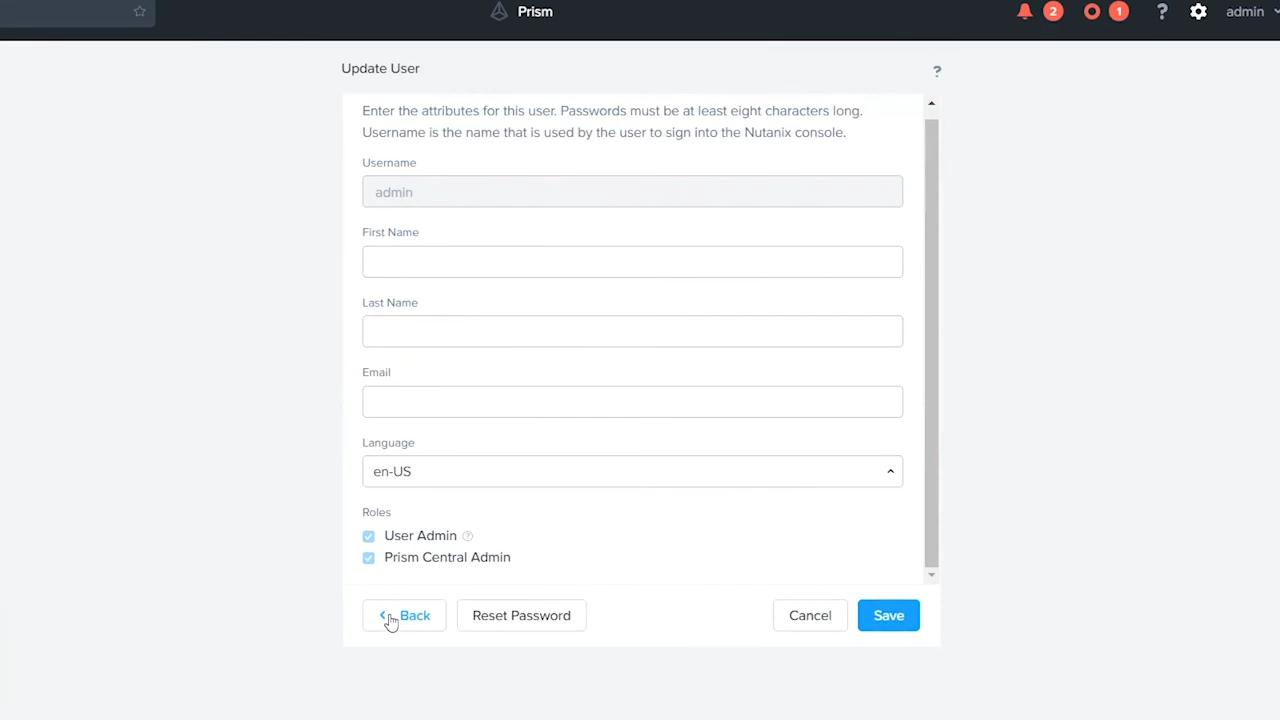 Prism
2
1
?
admin
Update User
?
Enter the attributes for this user. Passwords must be at least eight characters long.
Username is the name that is used by the user to sign into the Nutanix console.
Username
admin
First Name
Last Name
Email
Language
en-US
Roles
User Admin ?
Prism Central Admin
Back
Reset Password
Cancel
Save